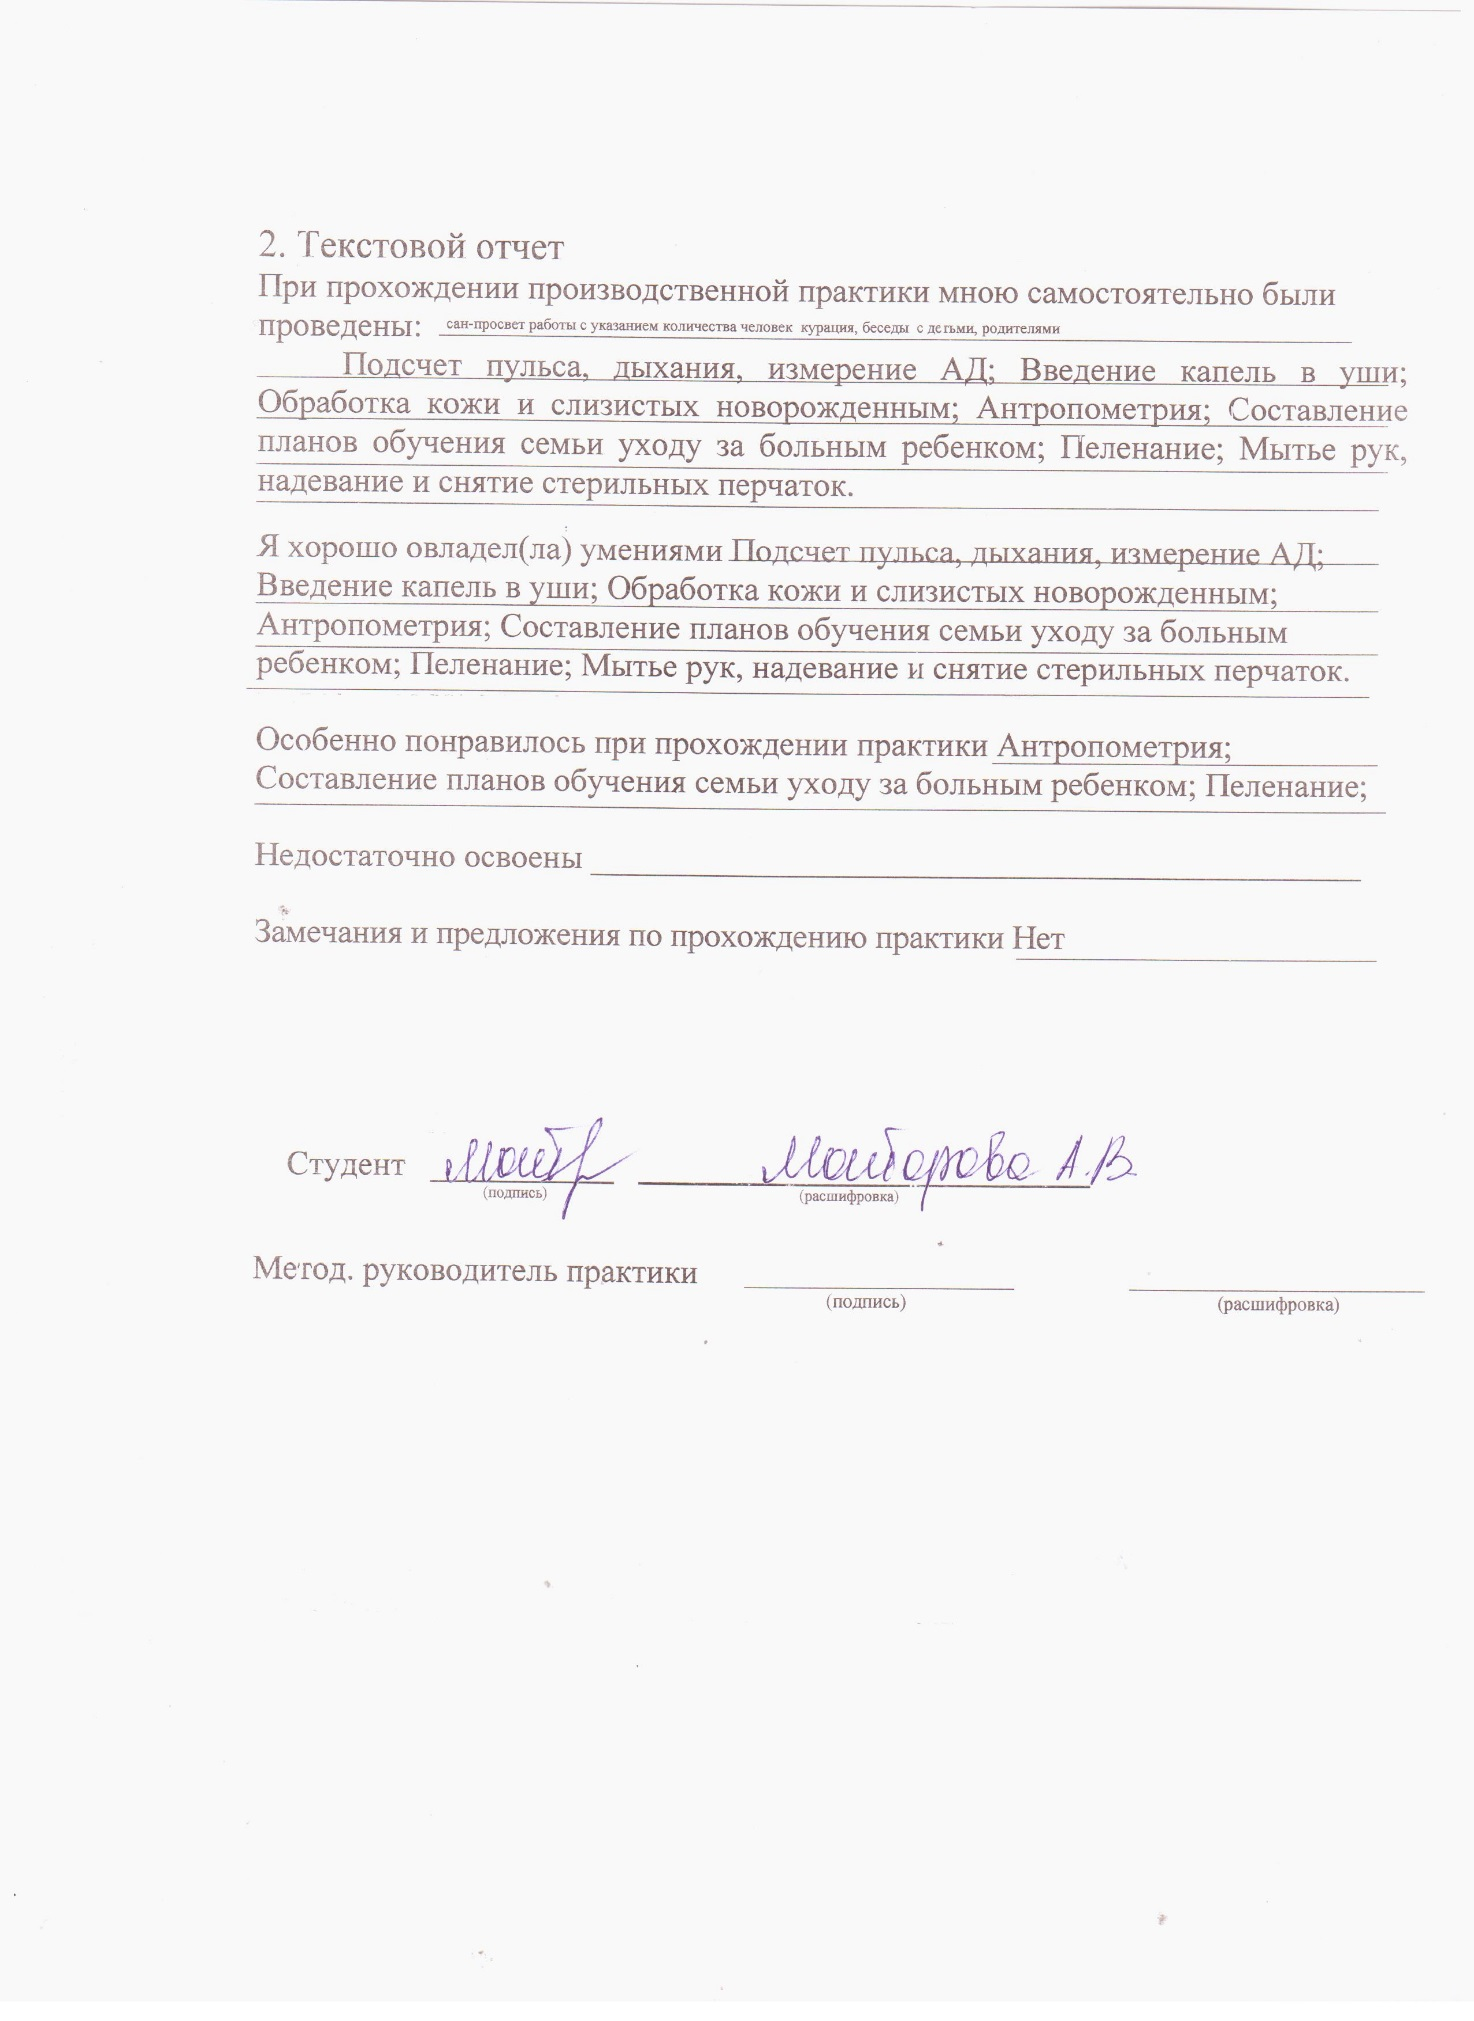 2. Текстовой отчет
При прохождении производственной практики мною самостоятельно были
проведены: сан-просвет работы с указанием количества человек курация, беседы с детьми, родителями
Подсчет пульса, дыхания, измерение АД; Введение капель в уши;
Обработка кожи и слизистых новорожденным; Антропометрия; Составление
планов обучения семьи уходу за больным ребенком; Пеленание; Мытье рук,
надевание и снятие стерильных перчаток.
Я хорошо овладел(ла) умениями Подсчет пульса, дыхания, измерение АД;
Введение капель в уши; Обработка кожи и слизистых новорожденным;
Антропометрия; Составление планов обучения семьи уходу за больным
ребенком; Пеленание; Мытье рук, надевание и снятие стерильных перчаток.
Особенно понравилось при прохождении практики Антропометрия;
Составление планов обучения семьи уходу за больным ребенком; Пеленание;
Недостаточно освоены
Замечания и предложения по прохождению практики Нет
Студент Майборова А.В
(подпись) (расшифровка)
Метод. руководитель практики
(подпись) (расшифровка)